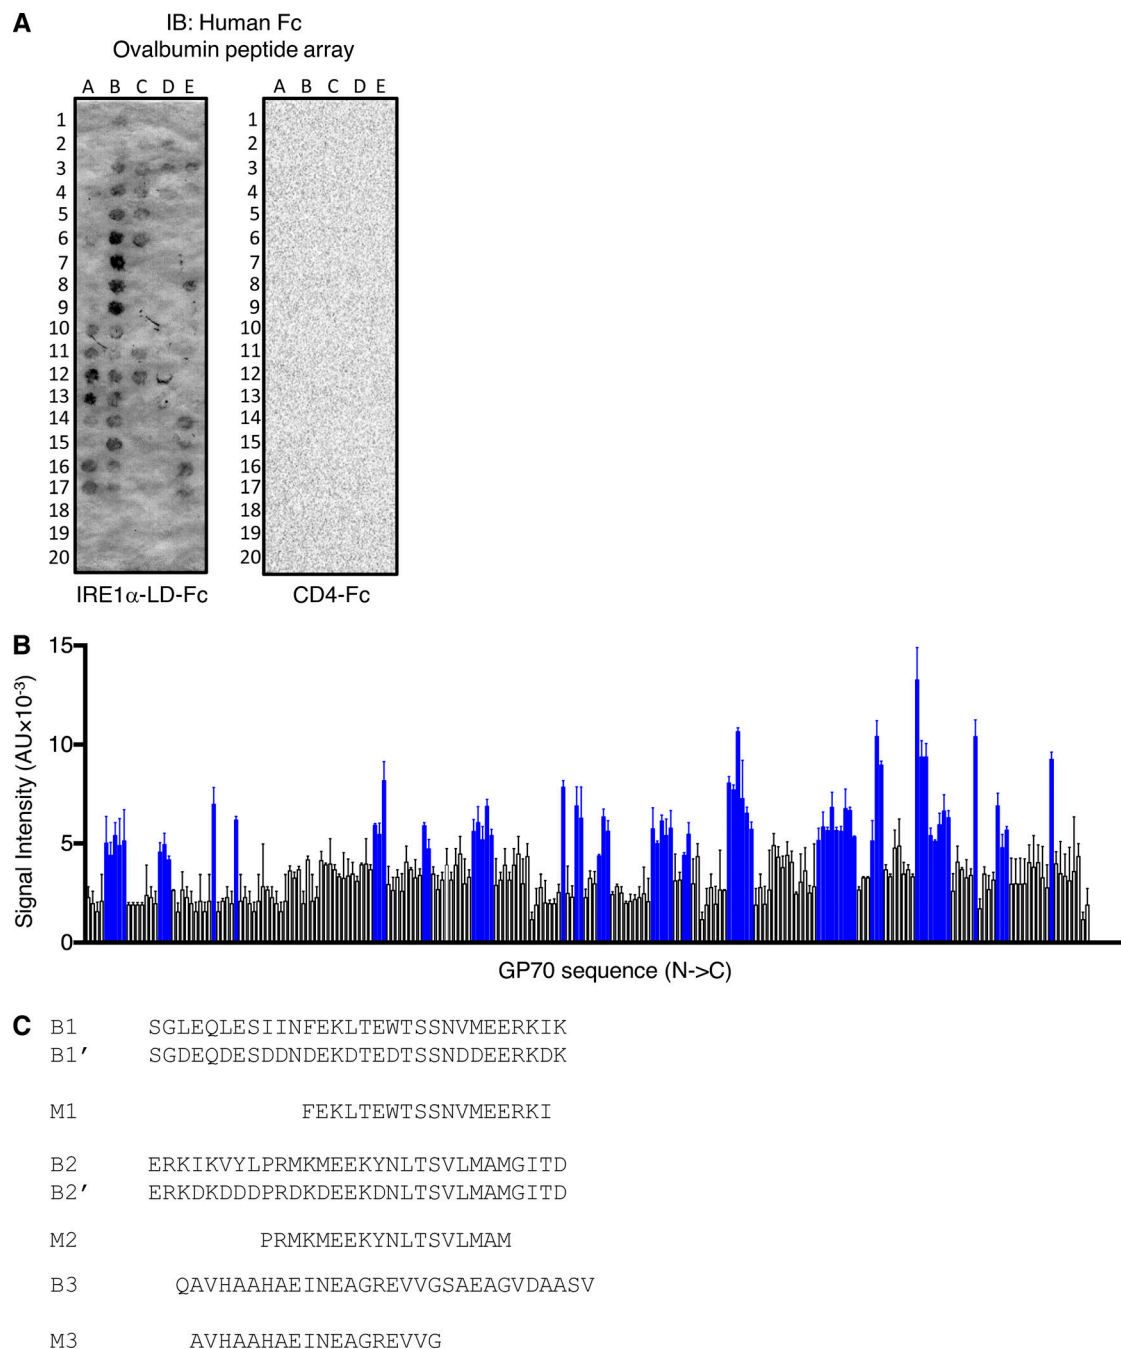 A
IB: Human Fc
Ovalbumin peptide array
A B C D E
A B C D E
1 1
2 2
3 3
4 4
5 5
6 6
7 7
8 8
9 9
10 10
11 11
12 12
13 13
14 14
15 15
16 16
17 17
18 18
19 19
20 20
IRE1α-LD-Fc
CD4-Fc
B
15
10
5
0
Signal Intensity (AU×10⁻³)
GP70 sequence (N->C)
C
B1 SGLEQLESIINFEKLTEWTSSNVMEERKIK
B1′ SGDEQDESDDNDEKDTEDTSSNDDEERKDK
M1 FEKLTEWTSSNVMEERKI
B2 ERKIKVYLPRMKMEEKYNLTSVLMAMGITD
B2′ ERKDKDDDPRDKDEEKDNLTSVLMAMGITD
M2 PRMKMEEKYNLTSVLMAM
B3 QAVHAAHAEINEAGREVVGSAEAGVDAASV
M3 AVHAAHAEINEAGREVVG